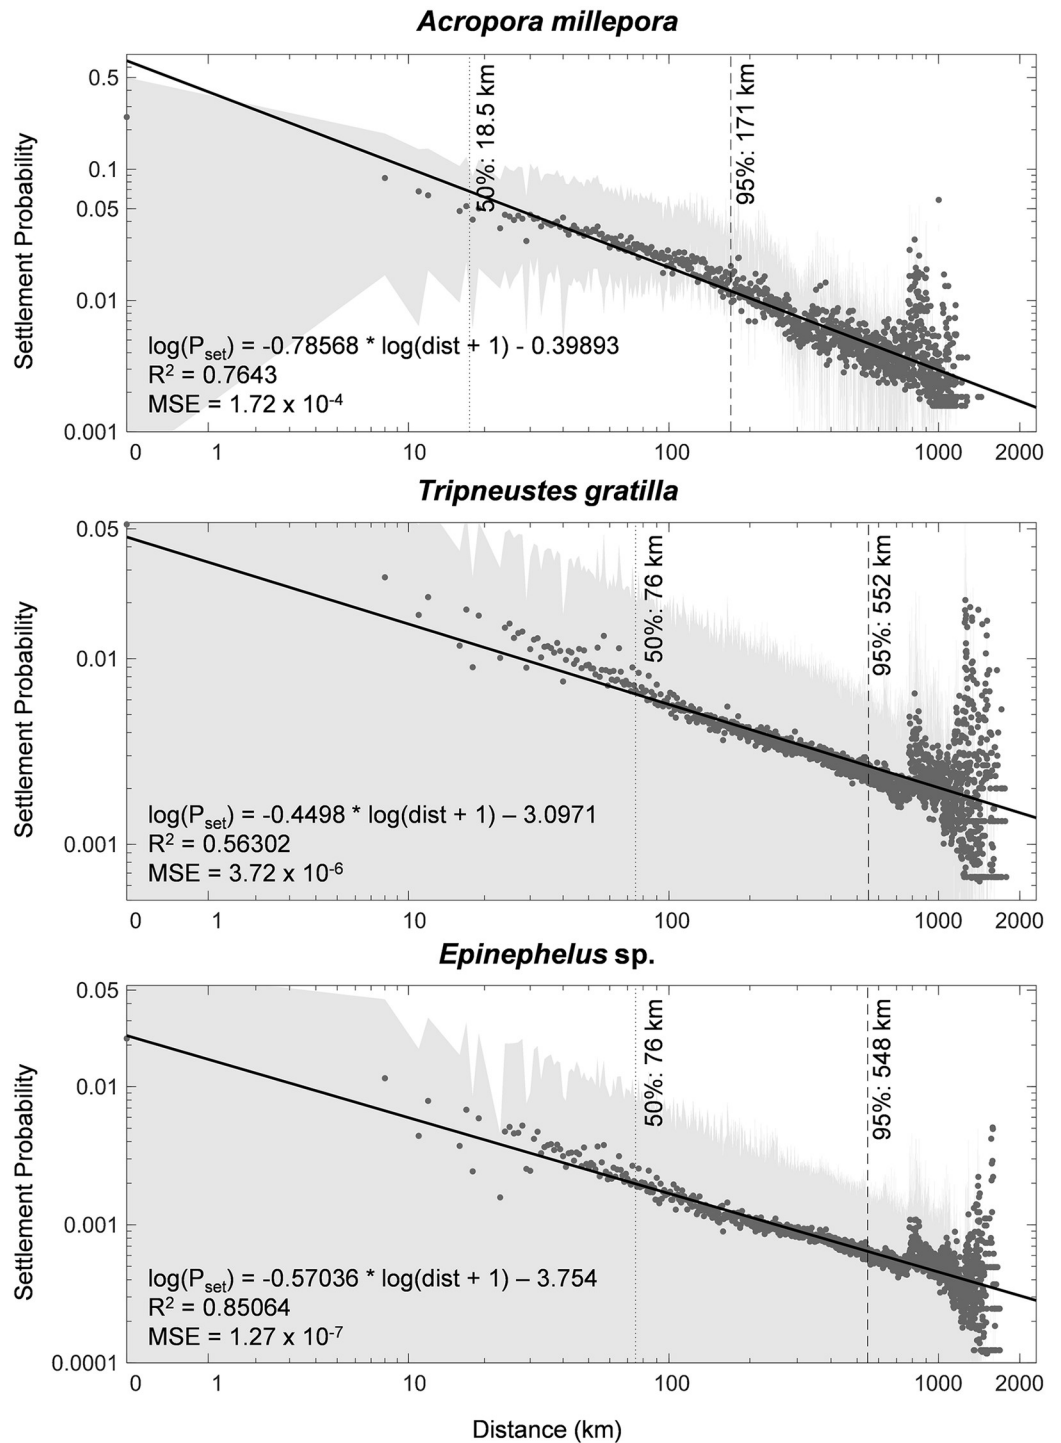 Acropora millepora
Settlement Probability
0.5
0.1
0.05
0.01
0.001
50%: 18.5 km
95%: 171 km
log(Pset) = -0.78568 * log(dist + 1) - 0.39893
R2 = 0.7643
MSE = 1.72 x 10-4
0 1 10 100 1000 2000
Tripneustes gratilla
Settlement Probability
0.05
0.01
0.001
50%: 76 km
95%: 552 km
log(Pset) = -0.4498 * log(dist + 1) – 3.0971
R2 = 0.56302
MSE = 3.72 x 10-6
0 1 10 100 1000 2000
Epinephelus sp.
Settlement Probability
0.05
0.01
0.001
0.0001
50%: 76 km
95%: 548 km
log(Pset) = -0.57036 * log(dist + 1) – 3.754
R2 = 0.85064
MSE = 1.27 x 10-7
0 1 10 100 1000 2000
Distance (km)